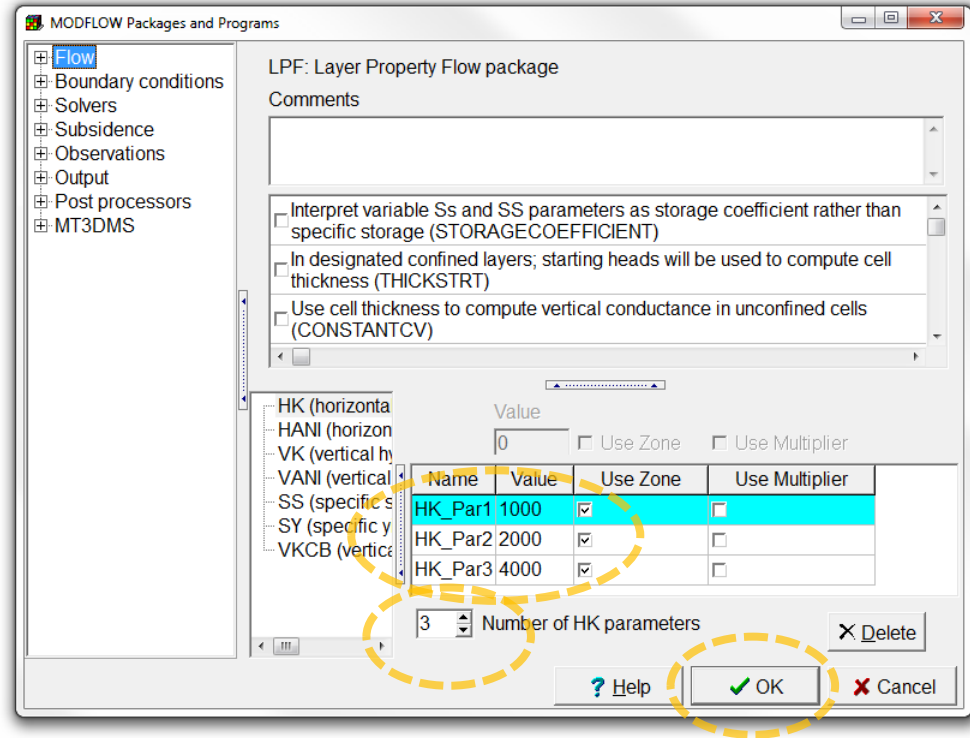 MODFLOW Packages and Programs
Flow
Boundary conditions
Solvers
Subsidence
Observations
Output
Post processors
MT3DMS
LPF: Layer Property Flow package
Comments
Interpret variable Ss and SS parameters as storage coefficient rather than
specific storage (STORAGECOEFFICIENT)
In designated confined layers; starting heads will be used to compute cell
thickness (THICKSTRT)
Use cell thickness to compute vertical conductance in unconfined cells
(CONSTANTCV)
HK (horizonta
HANI (horizon
VK (vertical hy
VANI (vertical
SS (specific s
SY (specific y
VKCB (vertica
Value
0 Use Zone Use Multiplier
Name Value Use Zone Use Multiplier
HK_Par1 1000
HK_Par2 2000
HK_Par3 4000
3 Number of HK parameters
Delete
Help OK Cancel